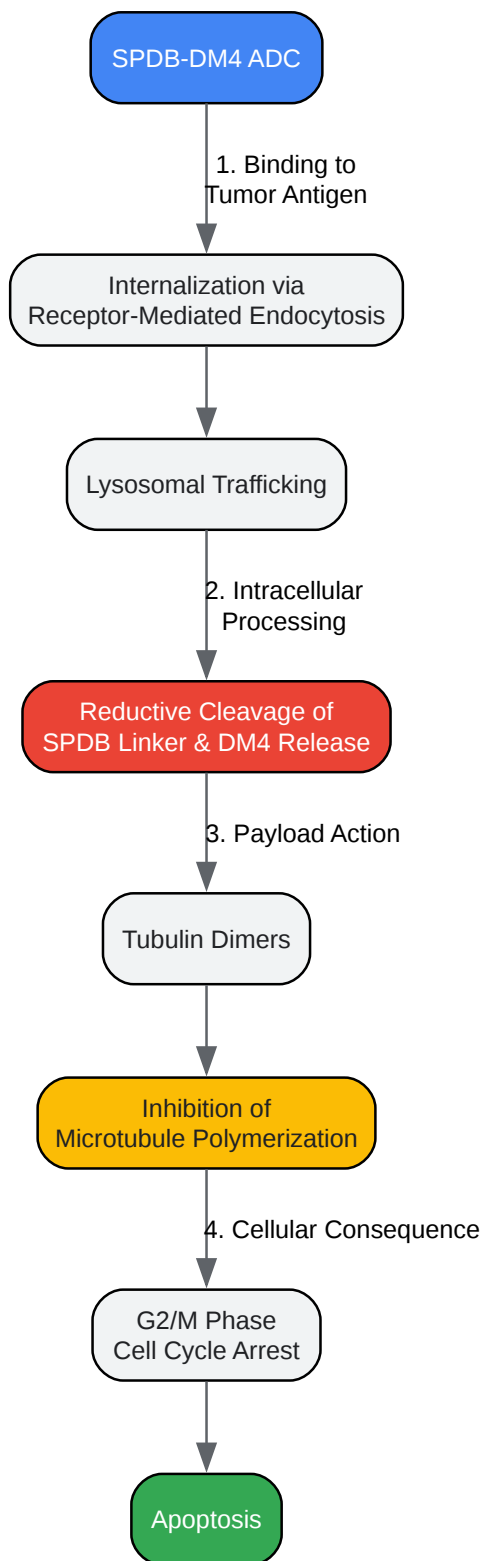 SPDB-DM4 ADC
1. Binding to
Tumor Antigen
Internalization via
Receptor-Mediated Endocytosis
Lysosomal Trafficking
2. Intracellular
Processing
Reductive Cleavage of
SPDB Linker & DM4 Release
3. Payload Action
Tubulin Dimers
Inhibition of
Microtubule Polymerization
4. Cellular Consequence
G2/M Phase
Cell Cycle Arrest
Apoptosis